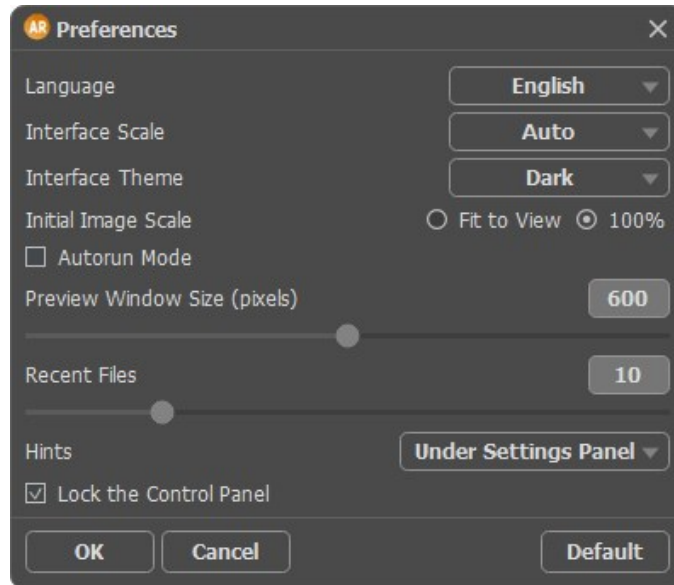 AR Preferences
Language English
Interface Scale Auto
Interface Theme Dark
Initial Image Scale Fit to View 100%
Autorun Mode
Preview Window Size (pixels) 600
Recent Files 10
Hints Under Settings Panel
Lock the Control Panel
OK Cancel Default